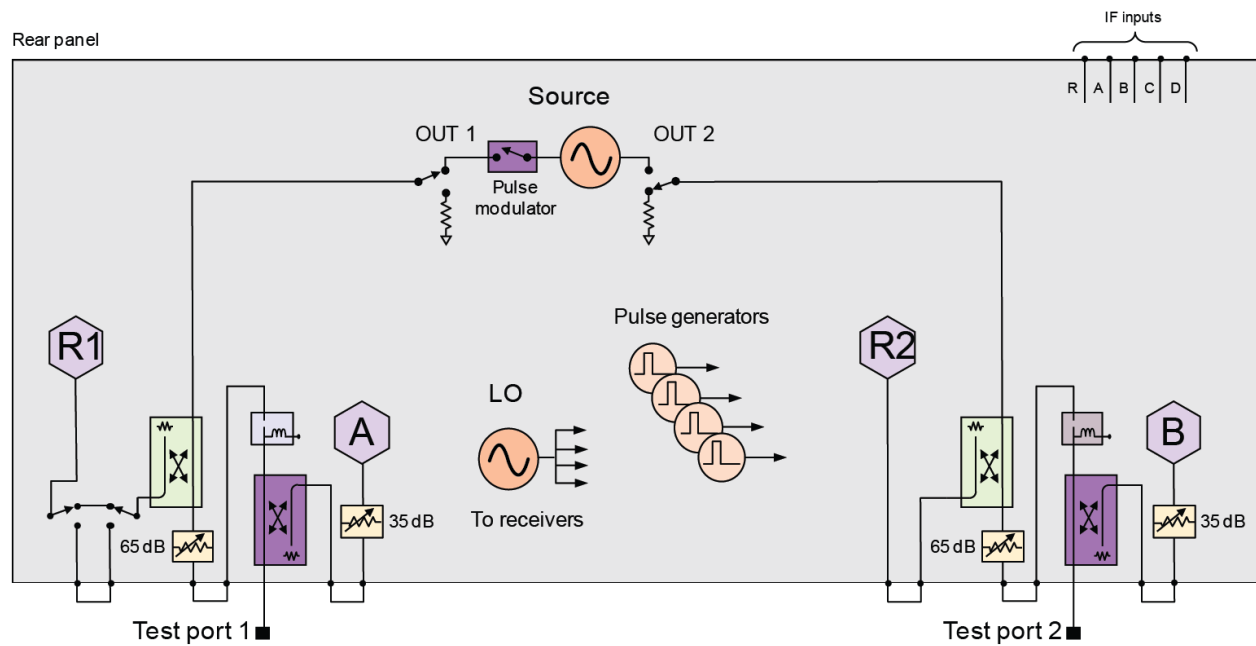 IF inputs
Rear panel
R A B C D
Source
OUT 1
OUT 2
Pulse
modulator
Pulse generators
R1
R2
LO
A
B
To receivers
35 dB
35 dB
65 dB
65 dB
Test port 1
Test port 2